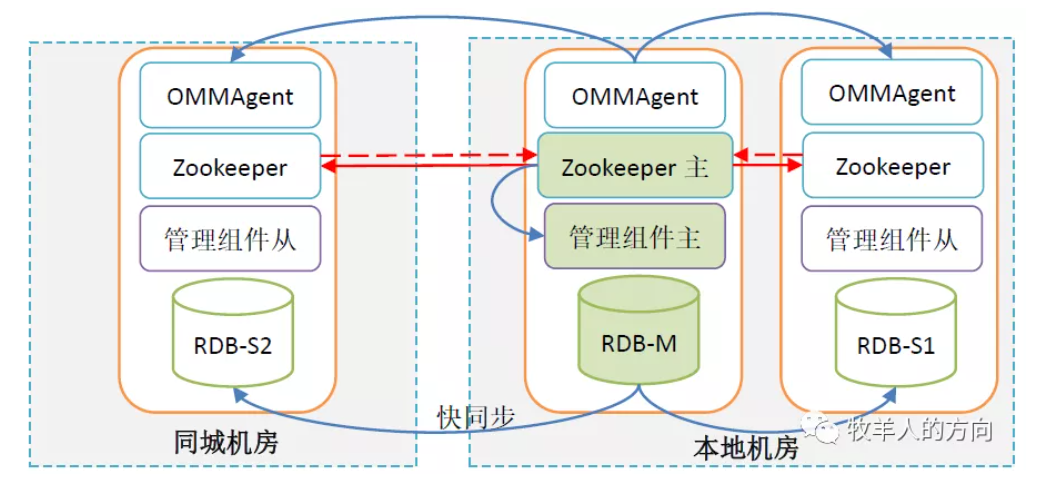 OMMAgent
Zookeeper
管理组件从
RDB-S2
同城机房
OMMAgent
Zookeeper 主
管理组件主
RDB-M
快同步
OMMAgent
Zookeeper
管理组件从
RDB-S1
本地机房
牧羊人的方向